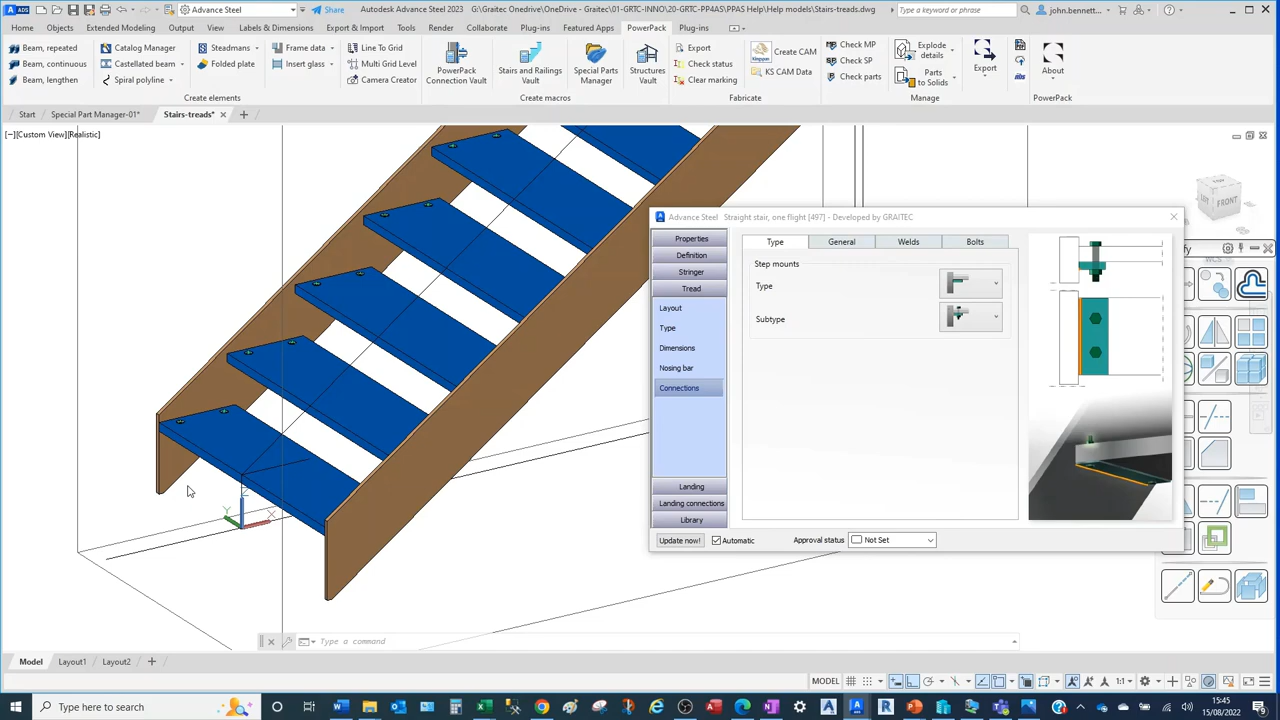 ADS
Advance Steel
Share
Autodesk Advance Steel 2023
G:\Graitec Onedrive\OneDrive - Graitec\01-GRTC-INNO\20-GRTC-PP4AS\PPAS Help\Help models\Stairs-treads.dwg
Type a keyword or phrase
john.bennett...
Home
Objects
Extended Modeling
Output
View
Labels & Dimensions
Export & Import
Tools
Render
Collaborate
Plug-ins
Featured Apps
PowerPack
Plug-ins
Beam, repeated
Beam, continuous
Beam, lengthen
Catalog Manager
Castellated beam
Spiral polyline
Steadmans
Folded plate
Frame data
Insert glass
Line To Grid
Multi Grid Level
Camera Creator
PowerPack
Connection Vault
Stairs and Railings
Vault
Special Parts
Manager
Structures
Vault
Export
Check status
Clear marking
Create CAM
KS CAM Data
Check MP
Check SP
Check parts
Explode
details
Parts
to Solids
Export
About
Create elements
Create macros
Fabricate
Manage
PowerPack
Start
Special Part Manager-01*
Stairs-treads*
[−][Custom View][Realistic]
TOP
FRONT
Advance Steel
Straight stair, one flight [497] - Developed by GRAITEC
Properties
Definition
Stringer
Tread
Layout
Type
Dimensions
Nosing bar
Connections
Landing
Landing connections
Library
Type
General
Welds
Bolts
Step mounts
Type
Subtype
Update now!
Automatic
Approval status
Not Set
Z
Y
X
Type a command
Model
Layout1
Layout2
MODEL
1:1
Type here to search
15:45
15/08/2022